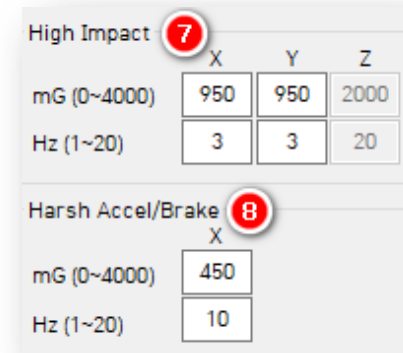 High Impact 7
X Y Z
mG (0~4000) 950 950 2000
Hz (1~20) 3 3 20
Harsh Accel/Brake 8
X
mG (0~4000) 450
Hz (1~20) 10